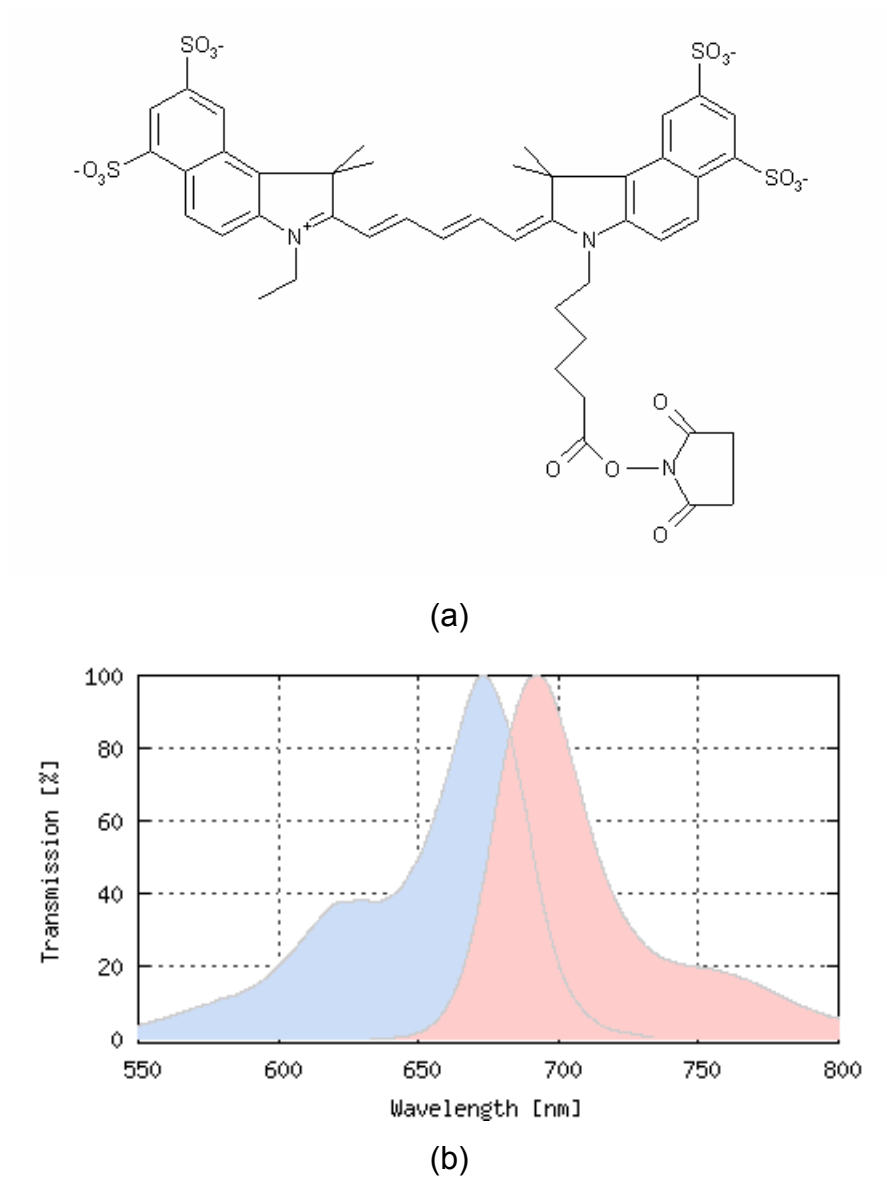 SO3- SO3-
-O3S SO3-
N+ N
O
O O N
O
(a)
100
80
60
40
20
0
Transmission [%]
550 600 650 700 750 800
Wavelength [nm]
(b)